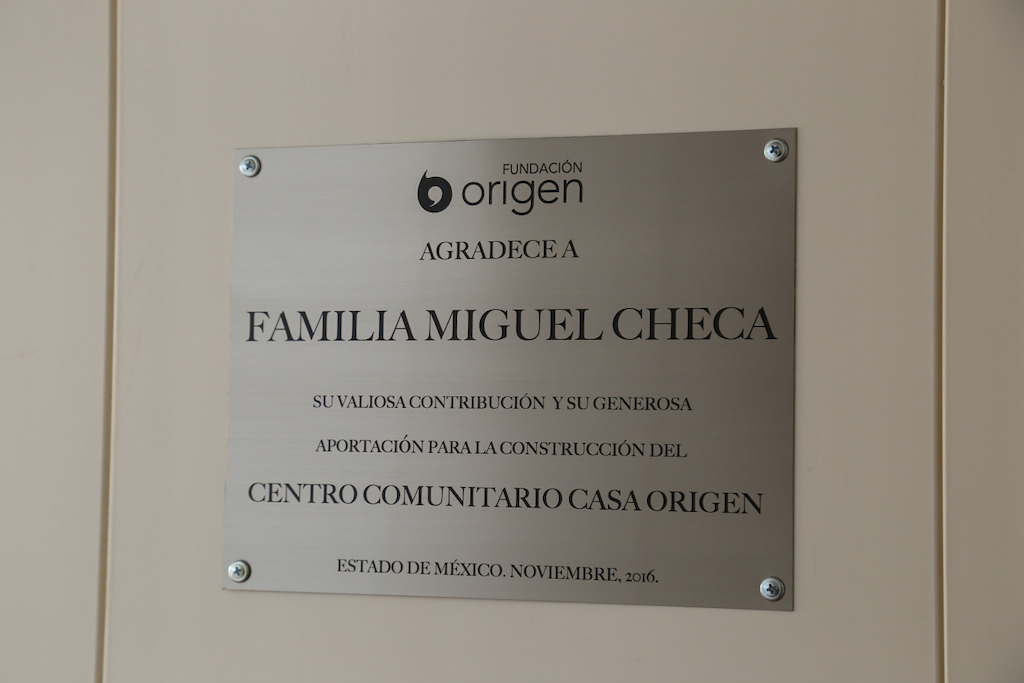 FUNDACIÓN
origen
AGRADECE A
FAMILIA MIGUEL CHECA
SU VALIOSA CONTRIBUCIÓN Y SU GENEROSA
APORTACIÓN PARA LA CONSTRUCCIÓN DEL
CENTRO COMUNITARIO CASA ORIGEN
ESTADO DE MÉXICO. NOVIEMBRE, 2016.